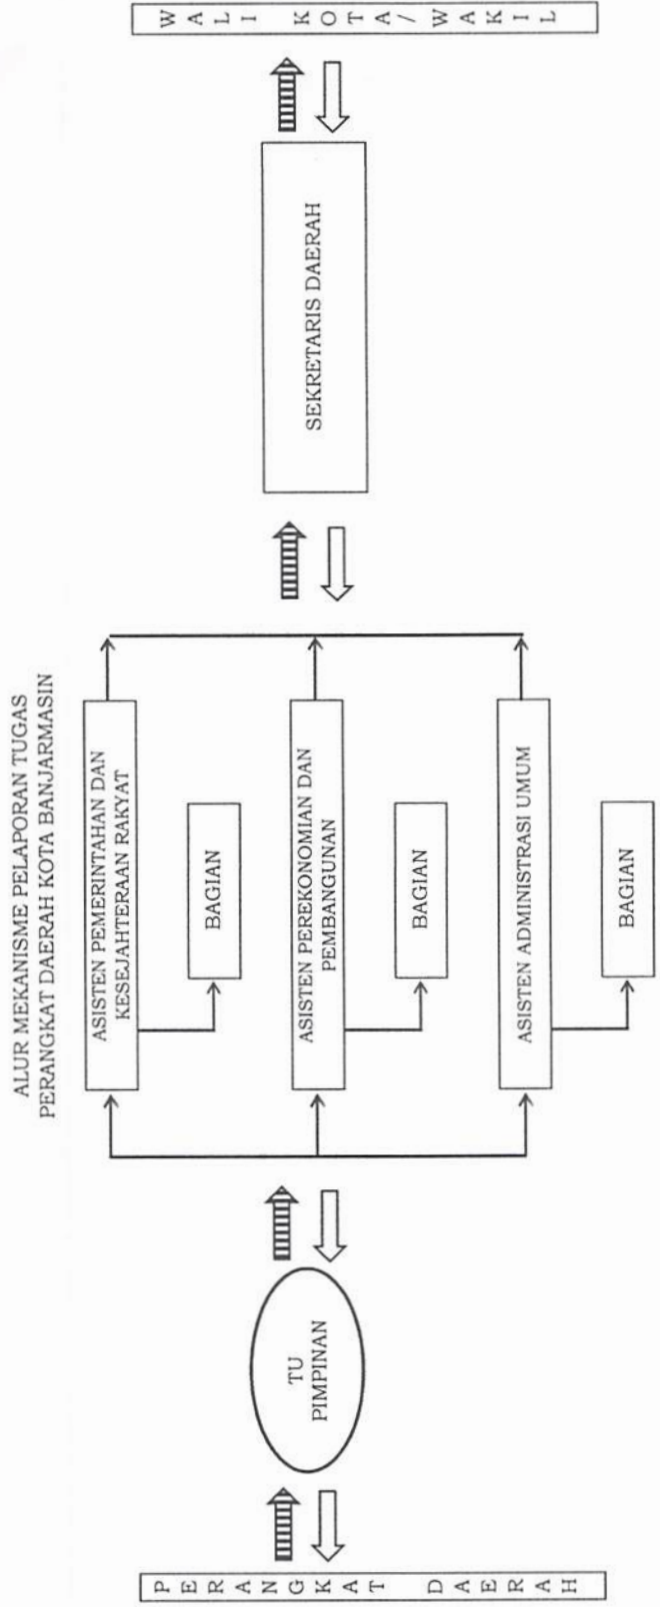 ALUR MEKANISME PELAPORAN TUGAS
PERANGKAT DAERAH KOTA BANJARMASIN
PERANGKAT DAERAH
TU
PIMPINAN
ASISTEN PEMERINTAHAN DAN
KESEJAHTERAAN RAKYAT
BAGIAN
ASISTEN PEREKONOMIAN DAN
PEMBANGUNAN
BAGIAN
ASISTEN ADMINISTRASI UMUM
BAGIAN
SEKRETARIS DAERAH
WALI KOTA/WAKIL